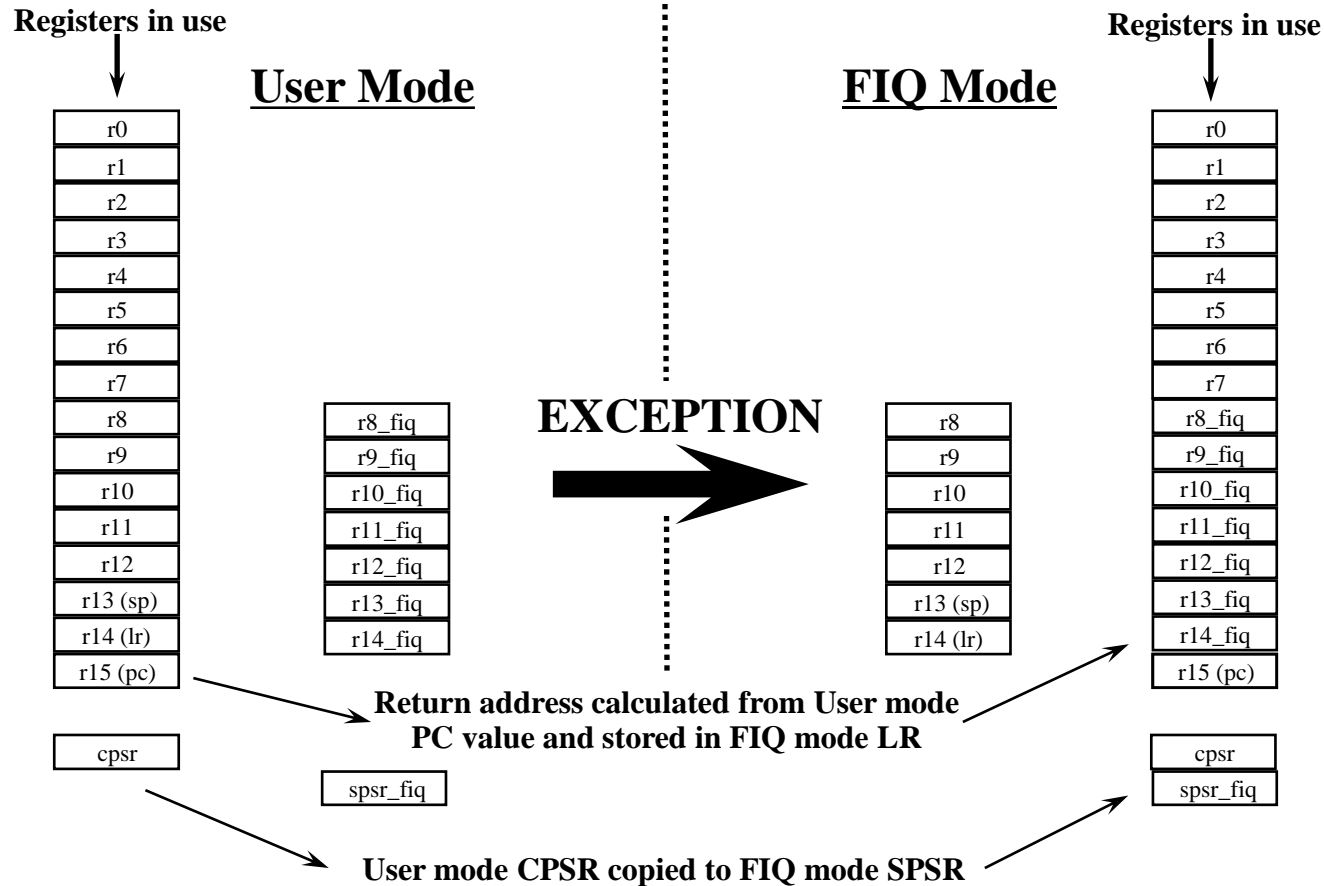 Registers in use
User Mode
r0
r1
r2
r3
r4
r5
r6
r7
r8
r9
r10
r11
r12
r13 (sp)
r14 (lr)
r15 (pc)
cpsr
r8_fiq
r9_fiq
r10_fiq
r11_fiq
r12_fiq
r13_fiq
r14_fiq
spsr_fiq
EXCEPTION
Return address calculated from User mode
PC value and stored in FIQ mode LR
User mode CPSR copied to FIQ mode SPSR
FIQ Mode
r8
r9
r10
r11
r12
r13 (sp)
r14 (lr)
Registers in use
r0
r1
r2
r3
r4
r5
r6
r7
r8_fiq
r9_fiq
r10_fiq
r11_fiq
r12_fiq
r13_fiq
r14_fiq
r15 (pc)
cpsr
spsr_fiq